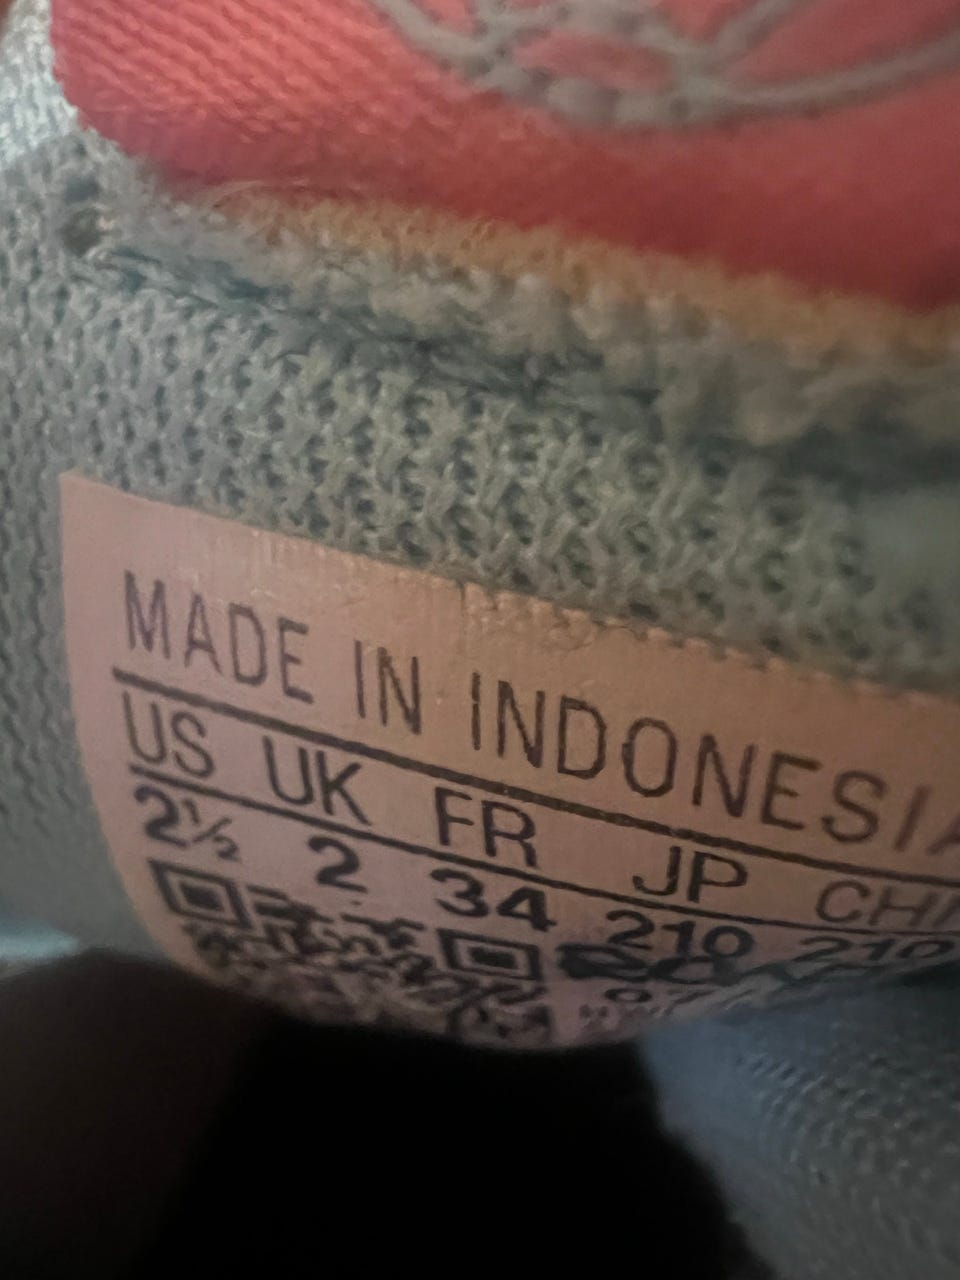 MADE IN INDONESIA
US UK FR JP
2½ 2 34 210 210